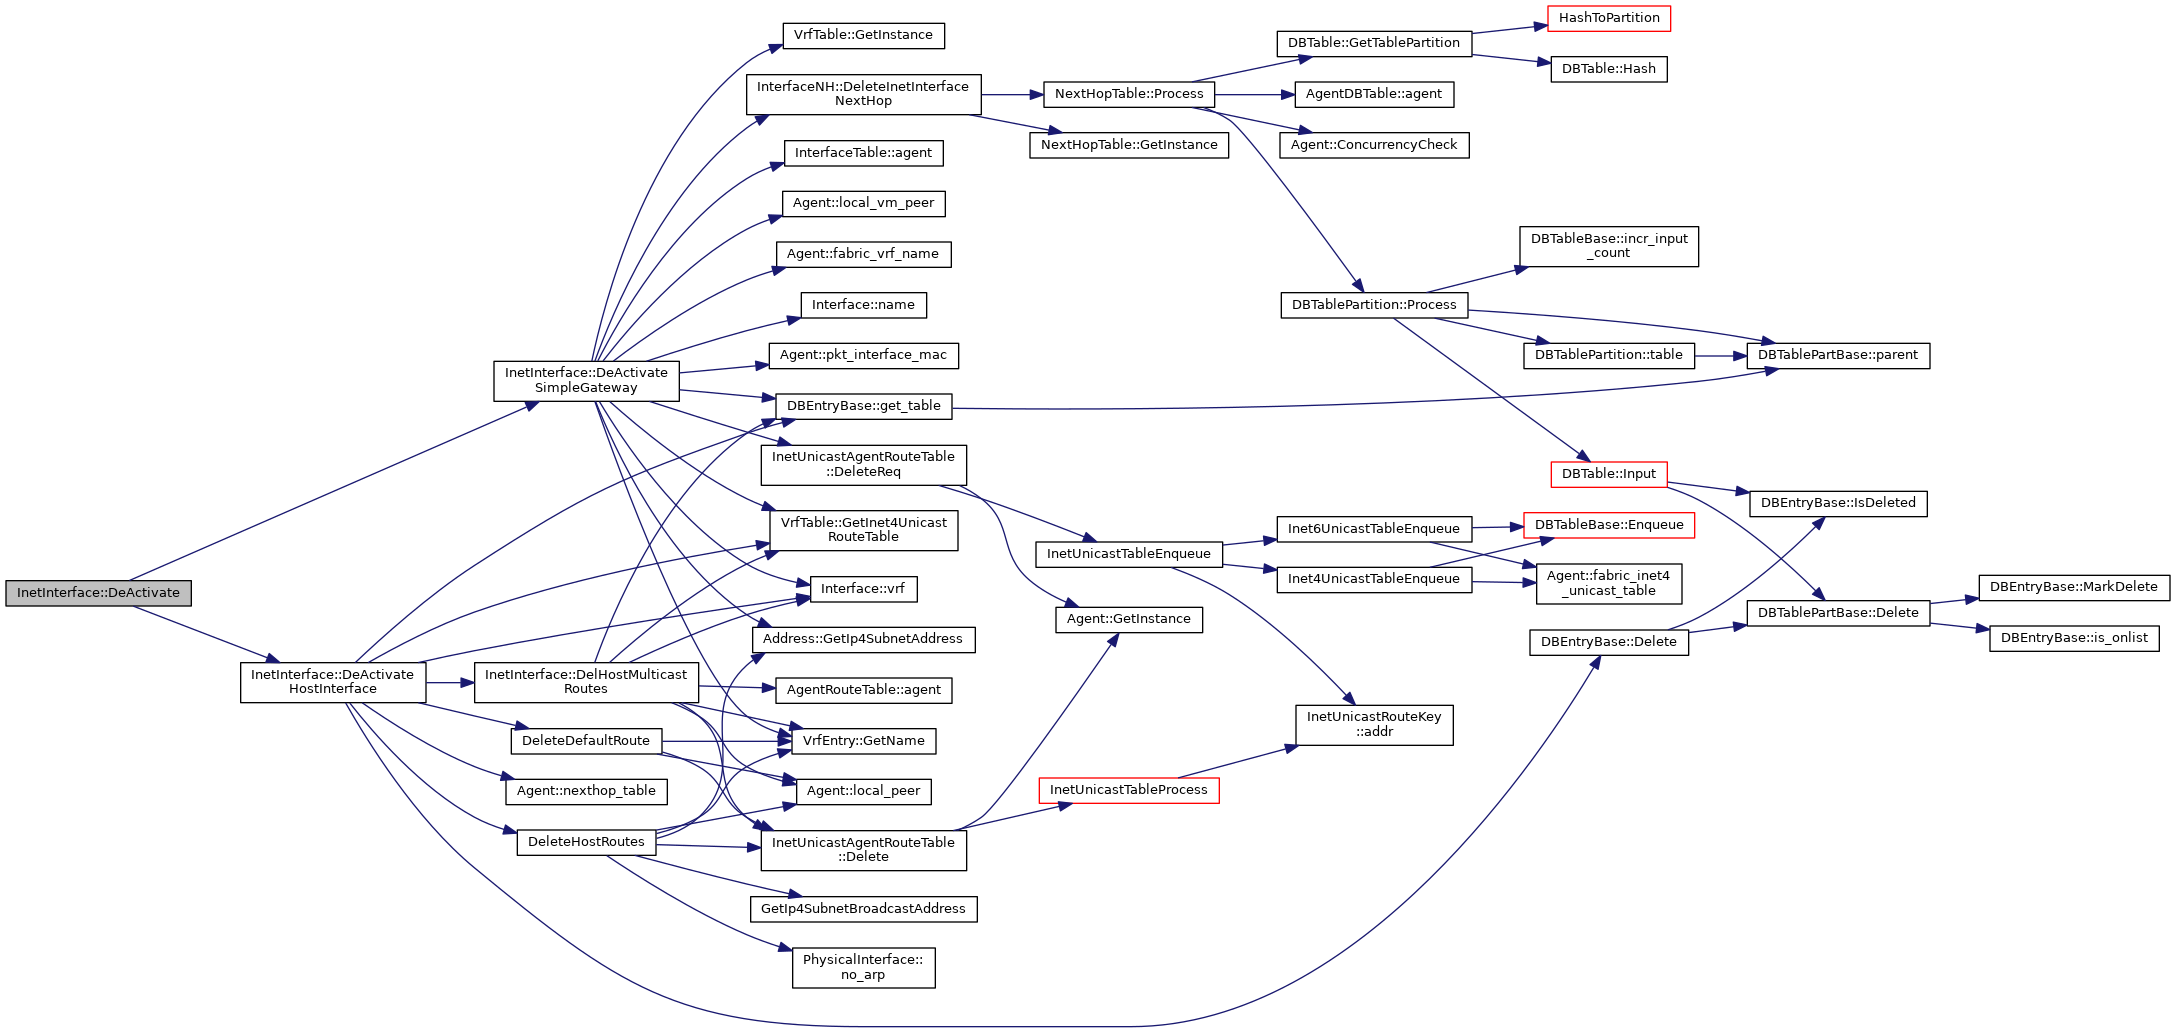 InetInterface::DeActivate
InetInterface::DeActivate
SimpleGateway
InetInterface::DeActivate
HostInterface
InetInterface::DelHostMulticast
Routes
DeleteDefaultRoute
Agent::nexthop_table
DeleteHostRoutes
VrfTable::GetInstance
InterfaceNH::DeleteInetInterface
NextHop
InterfaceTable::agent
Agent::local_vm_peer
Agent::fabric_vrf_name
Interface::name
Agent::pkt_interface_mac
DBEntryBase::get_table
InetUnicastAgentRouteTable
::DeleteReq
VrfTable::GetInet4Unicast
RouteTable
Interface::vrf
Address::GetIp4SubnetAddress
AgentRouteTable::agent
VrfEntry::GetName
Agent::local_peer
InetUnicastAgentRouteTable
::Delete
GetIp4SubnetBroadcastAddress
PhysicalInterface::
no_arp
NextHopTable::Process
NextHopTable::GetInstance
InetUnicastTableEnqueue
Agent::GetInstance
InetUnicastTableProcess
DBTable::GetTablePartition
AgentDBTable::agent
Agent::ConcurrencyCheck
DBTablePartition::Process
Inet6UnicastTableEnqueue
Inet4UnicastTableEnqueue
InetUnicastRouteKey
::addr
HashToPartition
DBTable::Hash
DBTableBase::incr_input
_count
DBTablePartition::table
DBTable::Input
DBTableBase::Enqueue
Agent::fabric_inet4
_unicast_table
DBEntryBase::Delete
DBTablePartBase::parent
DBEntryBase::IsDeleted
DBTablePartBase::Delete
DBEntryBase::MarkDelete
DBEntryBase::is_onlist